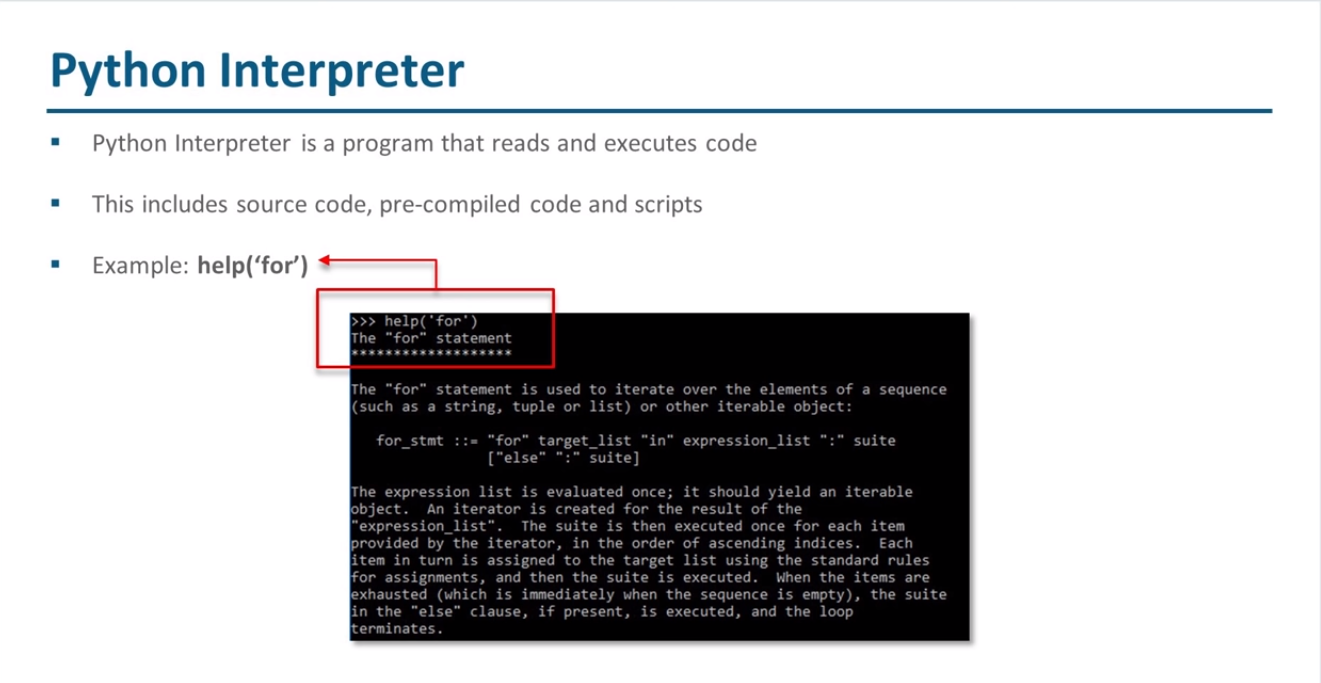 Python Interpreter
▪ Python Interpreter is a program that reads and executes code
▪ This includes source code, pre-compiled code and scripts
▪ Example: help(‘for’)
>>> help('for')
The "for" statement
*******************
The "for" statement is used to iterate over the elements of a sequence
(such as a string, tuple or list) or other iterable object:
for_stmt ::= "for" target_list "in" expression_list ":" suite
["else" ":" suite]
The expression list is evaluated once; it should yield an iterable
object.  An iterator is created for the result of the
"expression_list".  The suite is then executed once for each item
provided by the iterator, in the order of ascending indices.  Each
item in turn is assigned to the target list using the standard rules
for assignments, and then the suite is executed.  When the items are
exhausted (which is immediately when the sequence is empty), the suite
in the "else" clause, if present, is executed, and the loop
terminates.